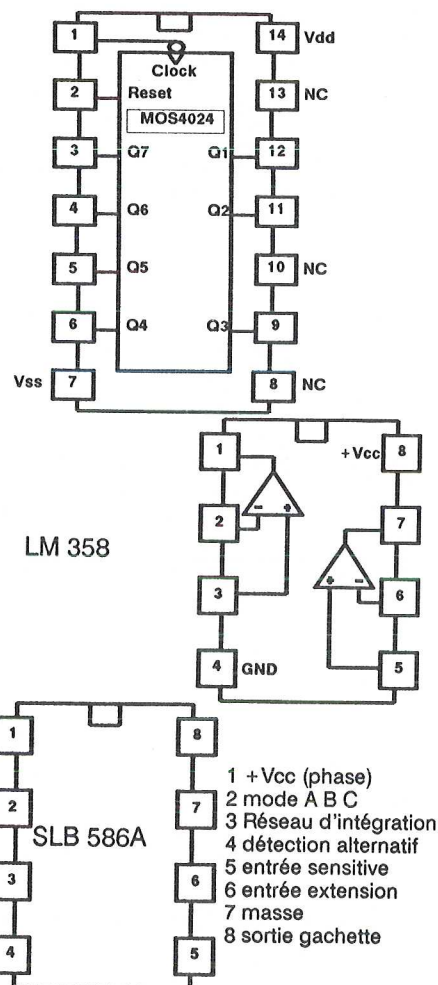 1 14 Vdd
Clock
2 Reset 13 NC
MOS4024
3 Q7 Q1 12
4 Q6 Q2 11
5 Q5 10 NC
6 Q4 Q3 9
Vss 7 8 NC
1 +Vcc 8
2 - + 7
LM 358
3 + - 6
4 GND 5
1 8
2 7
SLB 586A
3 6
4 5
1 +Vcc (phase)
2 mode A B C
3 Réseau d'intégration
4 détection alternatif
5 entrée sensitive
6 entrée extension
7 masse
8 sortie gachette